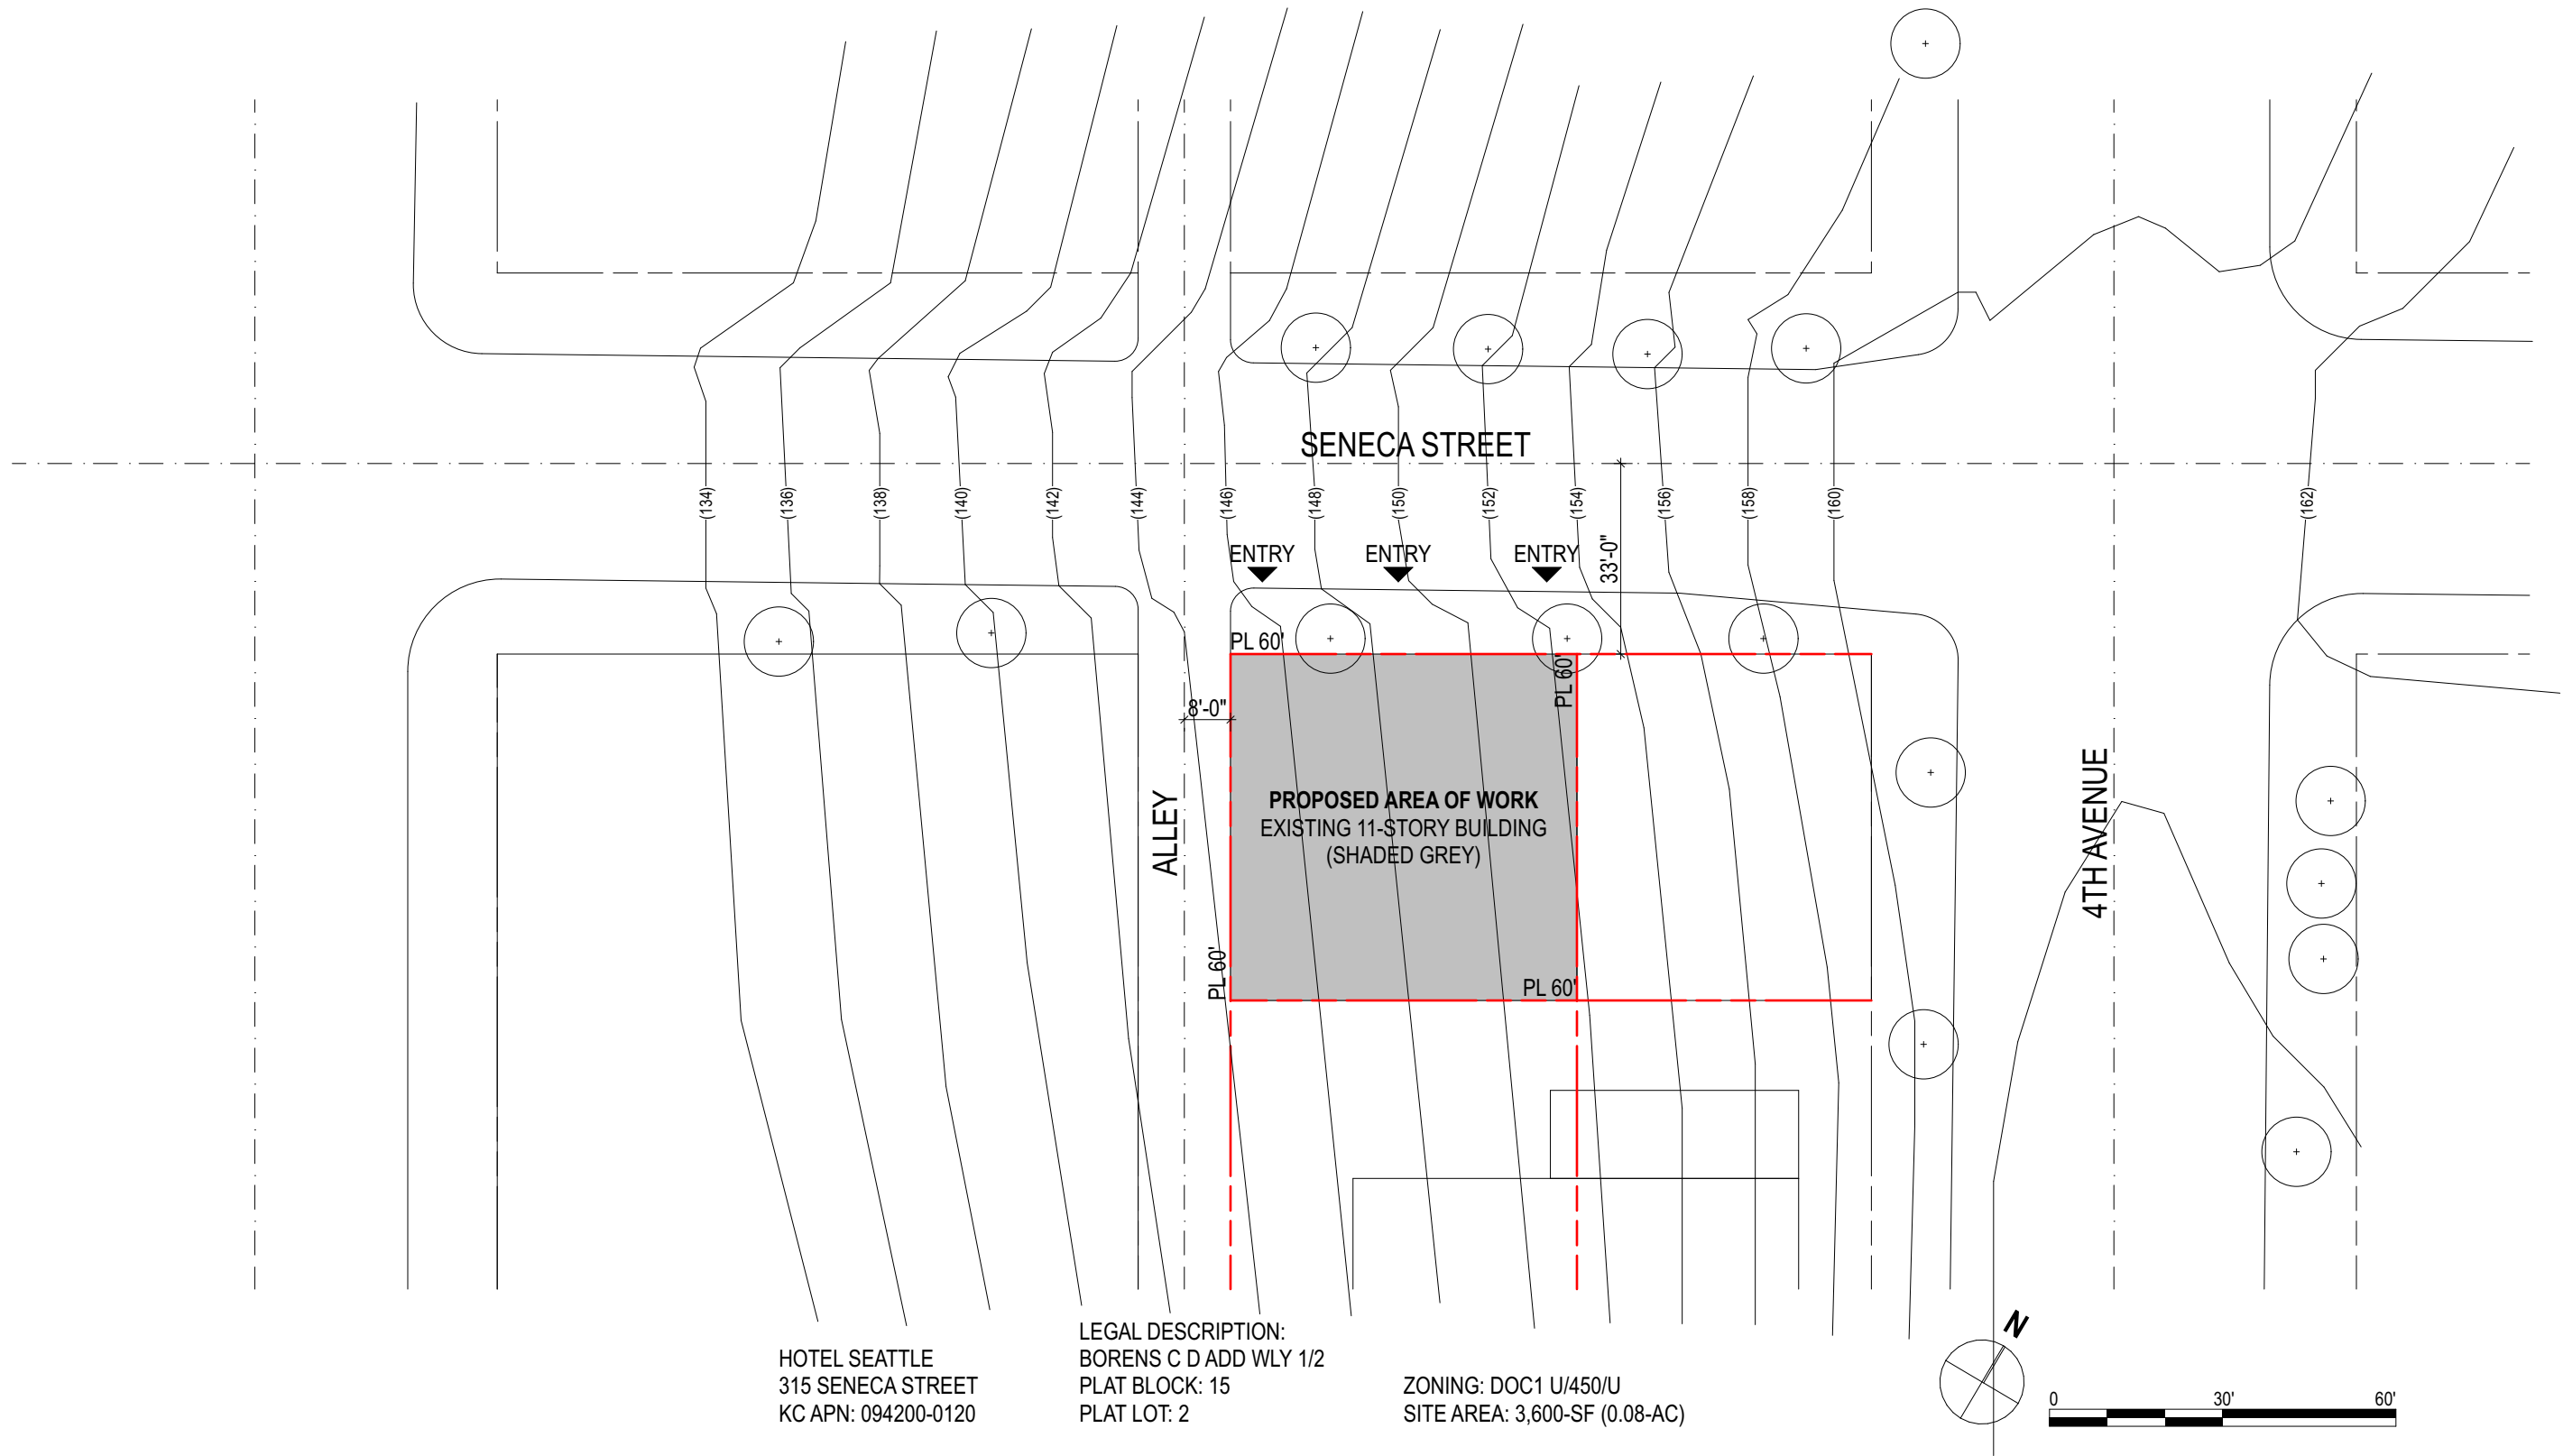 SENECA STREET
(134)
(136)
(138)
(140)
(142)
(144)
(146)
(148)
(150)
(152)
(154)
(156)
(158)
(160)
(162)
ENTRY
ENTRY
ENTRY
33'-0"
PL 60'
PL 60'
8'-0"
ALLEY
PROPOSED AREA OF WORK
EXISTING 11-STORY BUILDING
(SHADED GREY)
4TH AVENUE
PL 60'
PL 60'
HOTEL SEATTLE
315 SENECA STREET
KC APN: 094200-0120
LEGAL DESCRIPTION:
BORENS C D ADD WLY 1/2
PLAT BLOCK: 15
PLAT LOT: 2
ZONING: DOC1 U/450/U
SITE AREA: 3,600-SF (0.08-AC)
N
0 30' 60'